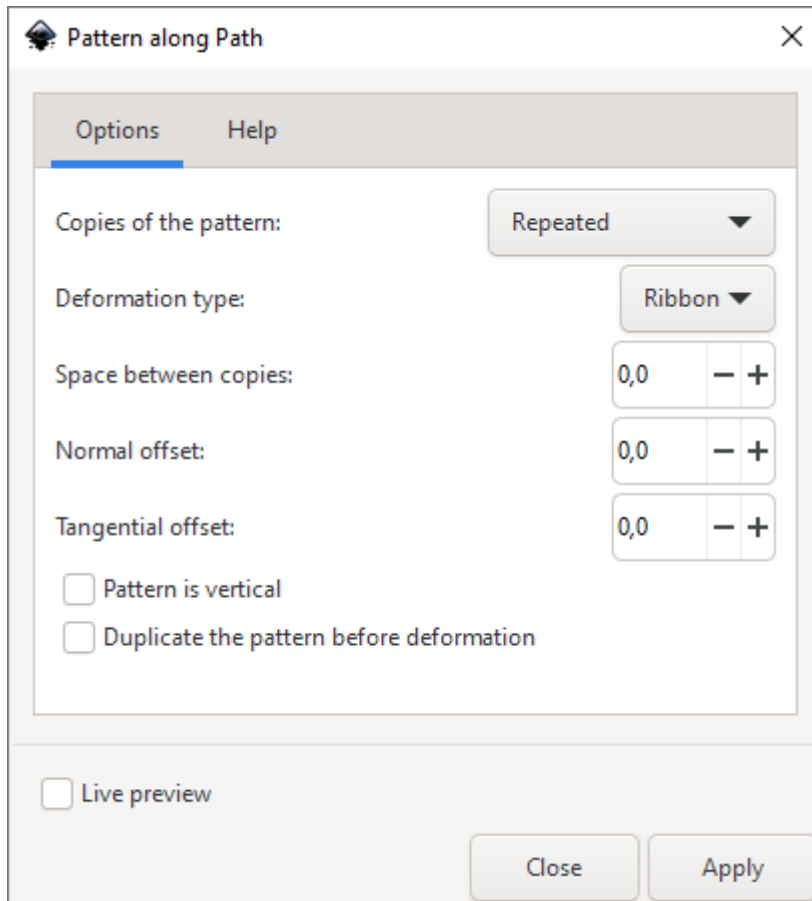 Pattern along Path
Options Help
Copies of the pattern: Repeated
Deformation type: Ribbon
Space between copies: 0,0
Normal offset: 0,0
Tangential offset: 0,0
Pattern is vertical
Duplicate the pattern before deformation
Live preview
Close Apply